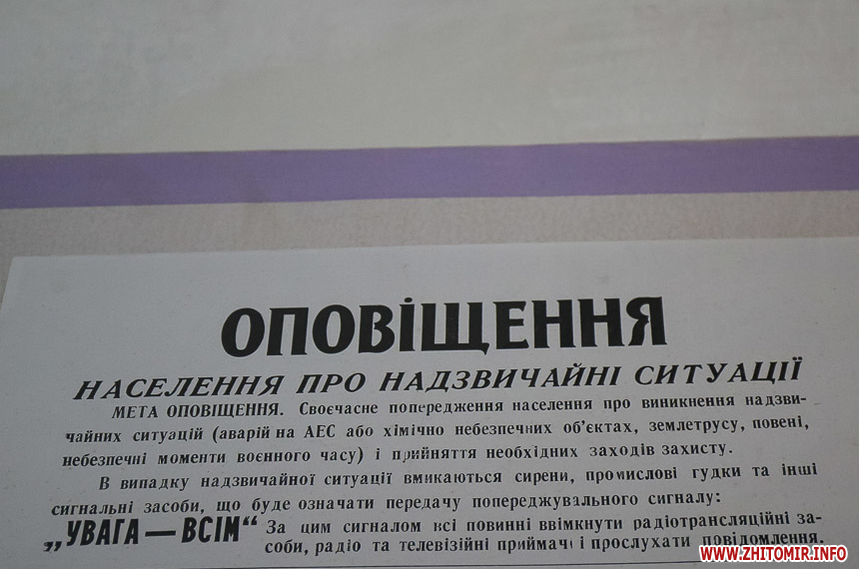 ОПОВІЩЕННЯ
НАСЕЛЕННЯ ПРО НАДЗВИЧАЙНІ СИТУАЦІЇ
МЕТА ОПОВІЩЕННЯ. Своєчасне попередження населення про виникнення надзви-
чайних ситуацій (аварій на АЕС або хімічно небезпечних об'єктах, землетрусу, повені,
небезпечні моменти воєнного часу) і прийняття необхідних заходів захисту.
В випадку надзвичайної ситуації вмикаються сирени, промислові гудки та інші
сигнальні засоби, що буде означати передачу попереджувального сигналу:
„УВАГА — ВСІМ“ За цим сигналом всі повинні ввімкнути радіотрансляційні за-
соби, радіо та телевізійні приймачі і прослухати повідомлення.
WWW.ZHITOMIR.INFO